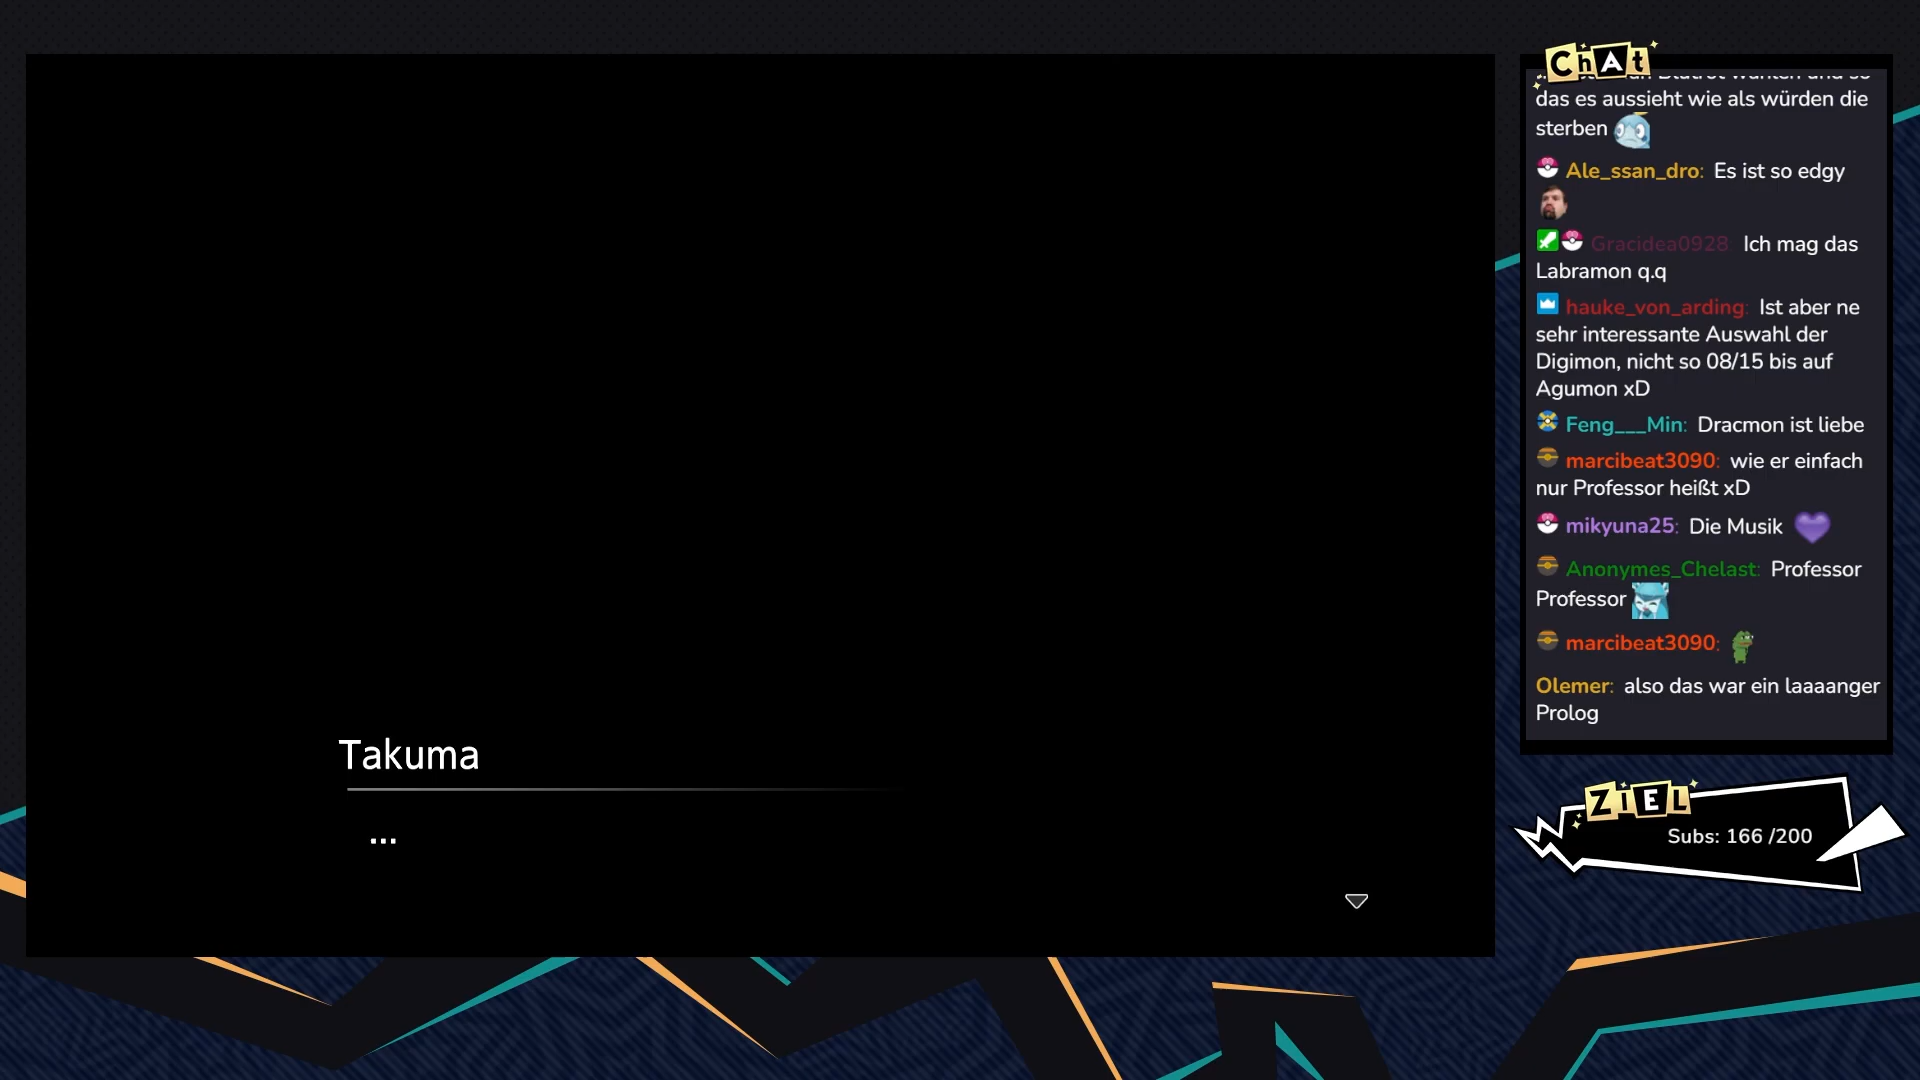 Takuma
...
ChAt
das es aussieht wie als würden die
sterben
Ale_ssan_dro: Es ist so edgy
Gracidea0928: Ich mag das
Labramon q.q
hauke_von_arding: Ist aber ne
sehr interessante Auswahl der
Digimon, nicht so 08/15 bis auf
Agumon xD
Feng___Min: Dracmon ist liebe
marcibeat3090: wie er einfach
nur Professor heißt xD
mikyuna25: Die Musik
Anonymes_Chelast: Professor
Professor
marcibeat3090:
Olemer: also das war ein laaaanger
Prolog
ZIEL
Subs: 166 /200